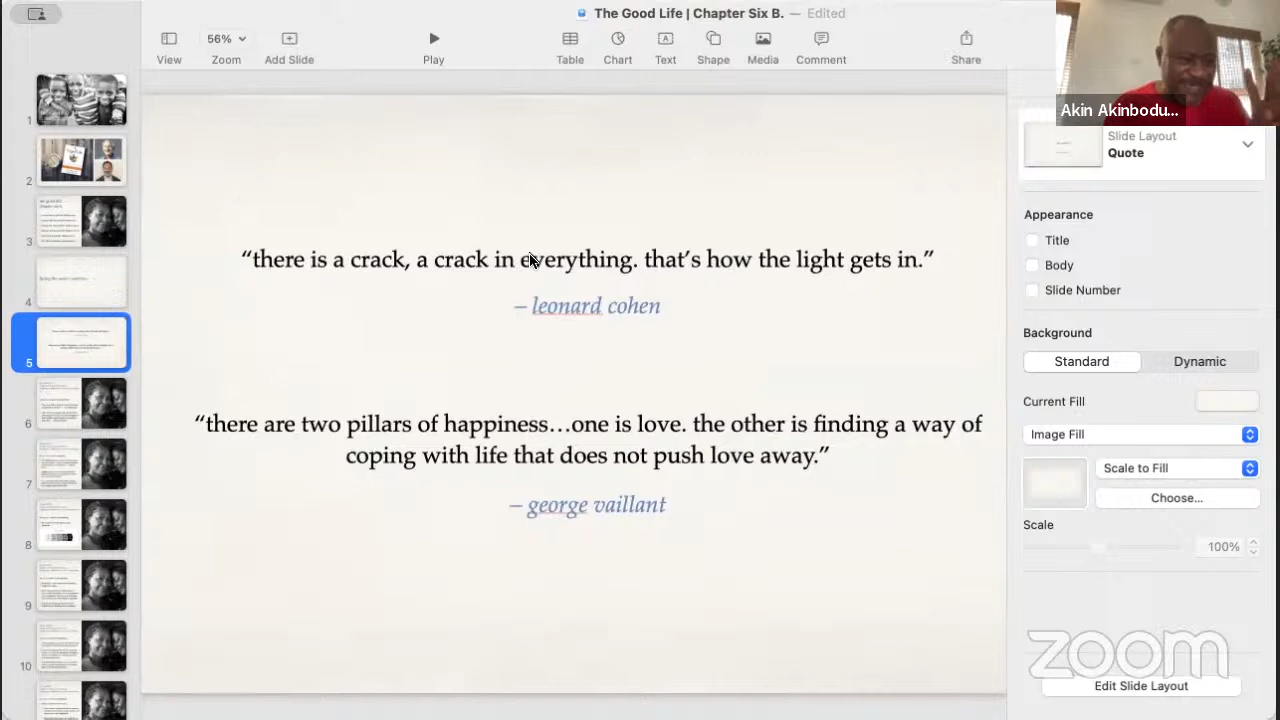 The Good Life | Chapter Six B. — Edited
56%
View
Zoom
Add Slide
Play
Table
Chart
Text
Shape
Media
Comment
Share
Akin Akinbodu...
1
2
3
4
5
6
7
8
9
10
“there is a crack, a crack in everything. that’s how the light gets in.”
– leonard cohen
“there are two pillars of happiness…one is love. the other is finding a way of
coping with life that does not push love away.”
– george vaillant
Slide Layout
Quote
Appearance
Title
Body
Slide Number
Background
Standard
Dynamic
Current Fill
Image Fill
Scale to Fill
Choose...
Scale
100%
zoom
Edit Slide Layout